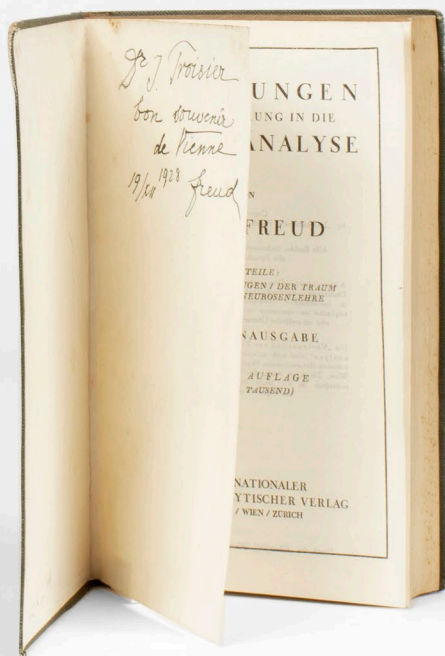 Dr J. Troisier
bon souvenir
de Vienne
19/XII 1928 freud
UNGEN
UNG IN DIE
ANALYSE
N
FREUD
TEILE:
NGEN / DER TRAUM
NEUROSENLEHRE
NAUSGABE
AUFLAGE
TAUSEND)
NATIONALER
YTISCHER VERLAG
/ WIEN / ZÜRICH